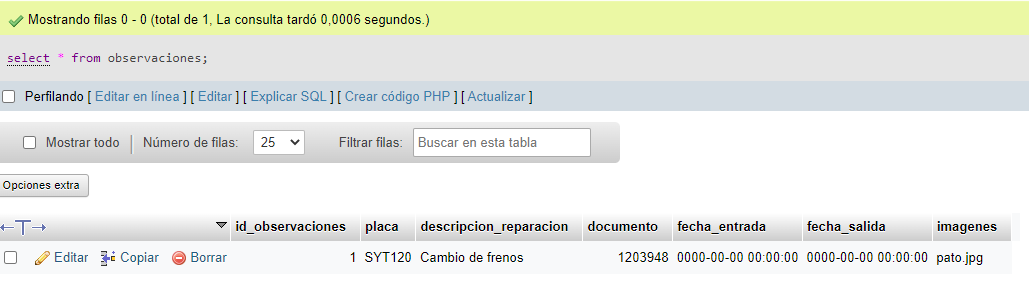 Mostrando filas 0 - 0 (total de 1, La consulta tardó 0,0006 segundos.)
select * from observaciones;
Perfilando [ Editar en línea ] [ Editar ] [ Explicar SQL ] [ Crear código PHP ] [ Actualizar ]
Mostrar todo Número de filas: 25 Filtrar filas: Buscar en esta tabla
Opciones extra
←T→ id_observaciones placa descripcion_reparacion documento fecha_entrada fecha_salida imagenes
Editar Copiar Borrar 1 SYT120 Cambio de frenos 1203948 0000-00-00 00:00:00 0000-00-00 00:00:00 pato.jpg